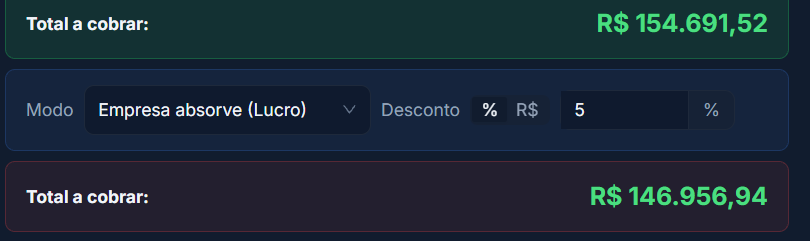 Total a cobrar: R$ 154.691,52
Modo Empresa absorve (Lucro) Desconto % R$ 5 %
Total a cobrar: R$ 146.956,94